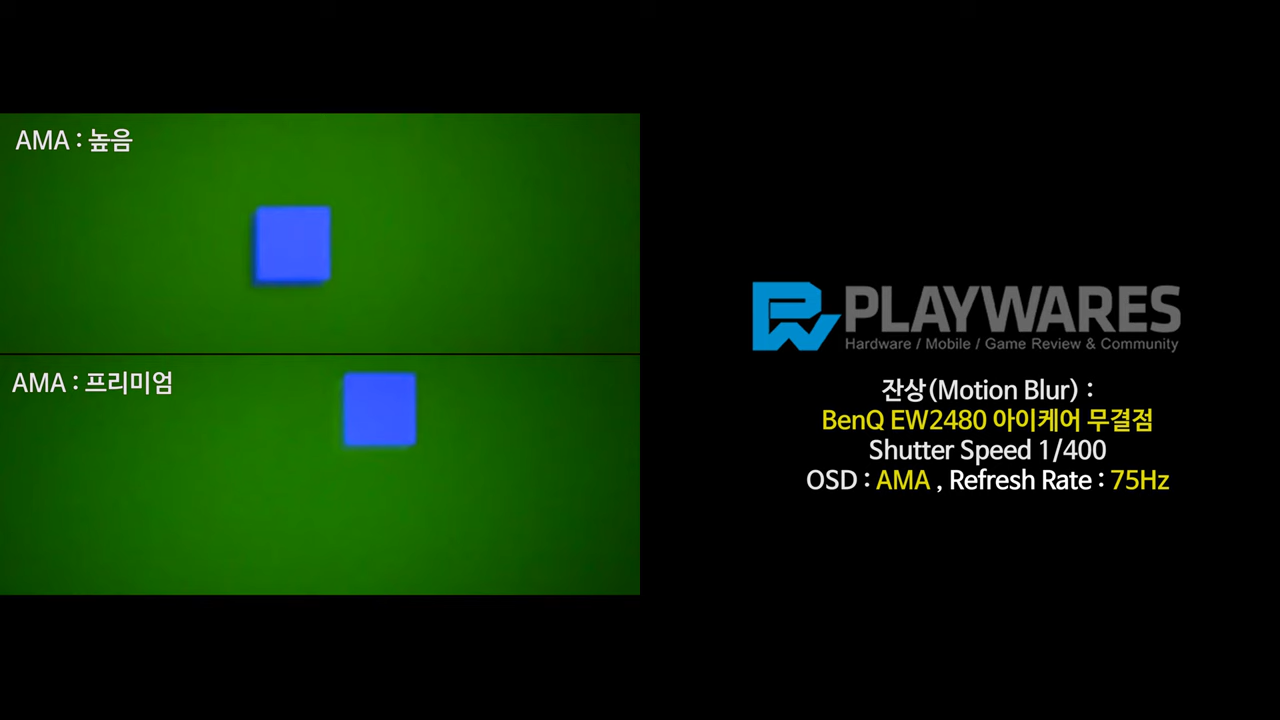 AMA : 높음
AMA : 프리미엄
PLAYWARES
Hardware / Mobile / Game Review & Community
잔상(Motion Blur) :
BenQ EW2480 아이케어 무결점
Shutter Speed 1/400
OSD : AMA , Refresh Rate : 75Hz